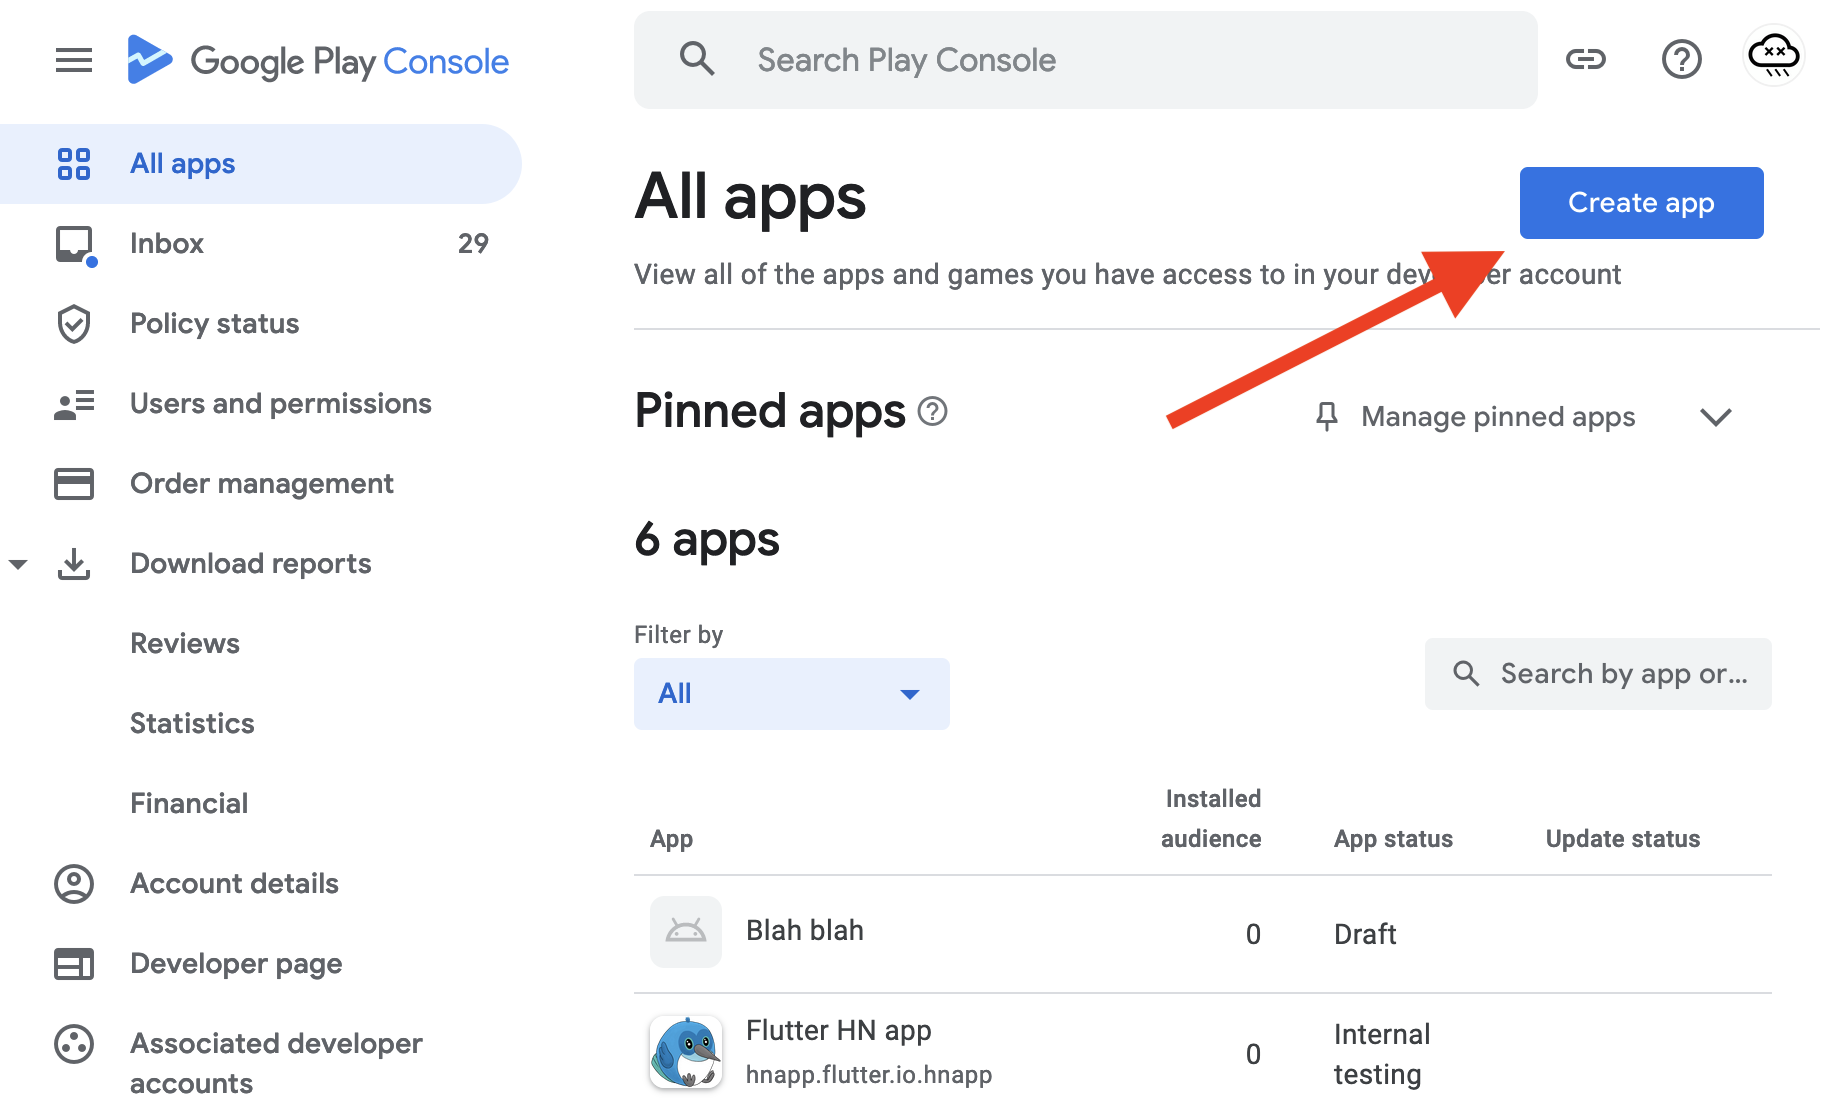 Google Play Console
Search Play Console
All apps
Inbox 29
Policy status
Users and permissions
Order management
Download reports
Reviews
Statistics
Financial
Account details
Developer page
Associated developer
accounts
All apps
Create app
View all of the apps and games you have access to in your account
Pinned apps
Manage pinned apps
6 apps
Filter by
All
Search by app or...
App
Installed
audience
App status
Update status
Blah blah
0
Draft
Flutter HN app
hnapp.flutter.io.hnapp
0
Internal
testing